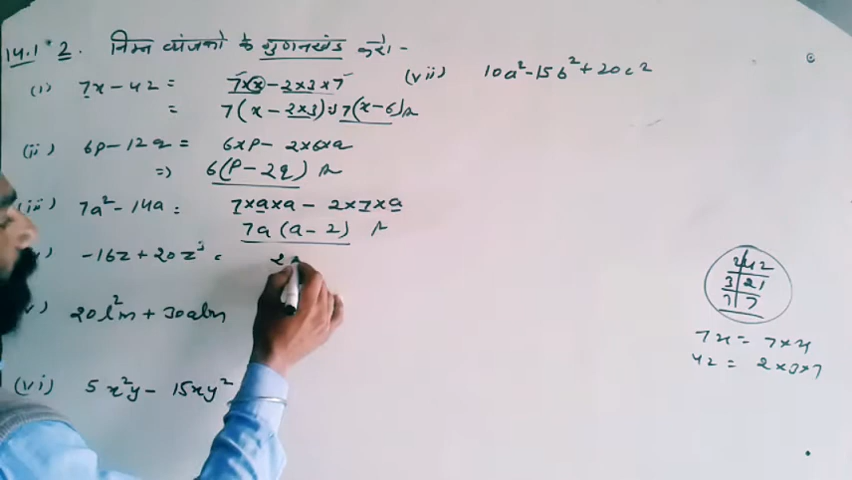 14.1 * 2. निम्न व्यंजको के गुणनखंड करो -
(i) 7x - 42 = 7×x - 2×3×7
= 7(x - 2×3) = 7(x - 6)
(ii) 6p - 12q = 6×p - 2×6×q
=) 6(p - 2q)
(iii) 7a² - 14a = 7×a×a - 2×7×a
7a (a - 2)
-16z + 20z³ = 2
20l²m + 30alm
(vi) 5x²y - 15xy²
(vii) 10a² - 15b² + 20c²
2 42
3 21
7 7
7x = 7×x
42 = 2×3×7